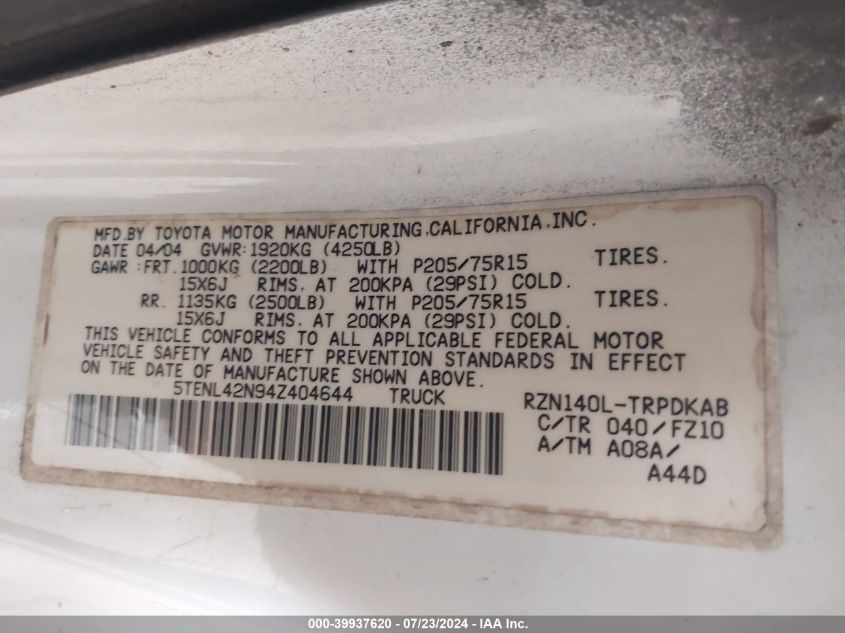 MFD.BY TOYOTA MOTOR MANUFACTURING,CALIFORNIA,INC.
DATE 04/04 GVWR:1920KG (4250LB)
GAWR :FRT.1000KG (2200LB) WITH P205/75R15 TIRES.
15X6J RIMS. AT 200KPA (29PSI) COLD.
RR. 1135KG (2500LB) WITH P205/75R15 TIRES.
15X6J RIMS. AT 200KPA (29PSI) COLD.
THIS VEHICLE CONFORMS TO ALL APPLICABLE FEDERAL MOTOR
VEHICLE SAFETY AND THEFT PREVENTION STANDARDS IN EFFECT
ON THE DATE OF MANUFACTURE SHOWN ABOVE.
5TENL42N94Z404644 TRUCK RZN140L-TRPDKAB
C/TR 040/FZ10
A/TM A08A/
A44D
000-39937620 - 07/23/2024 - IAA Inc.